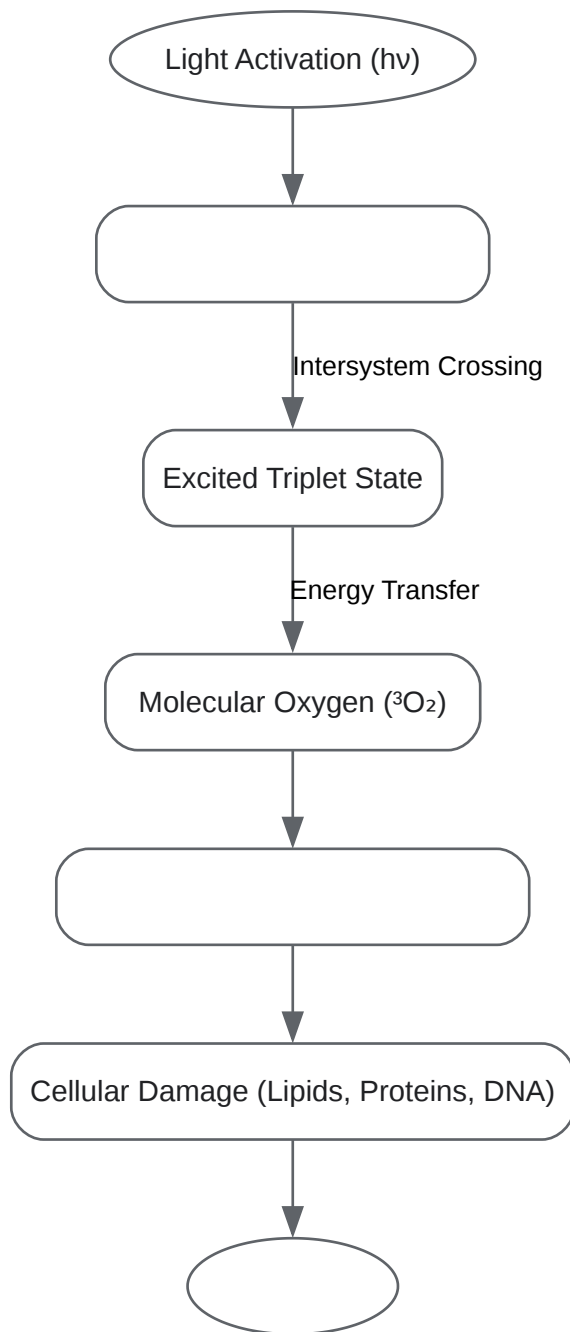 Light Activation (hν)
Intersystem Crossing
Excited Triplet State
Energy Transfer
Molecular Oxygen (³O₂)
Cellular Damage (Lipids, Proteins, DNA)